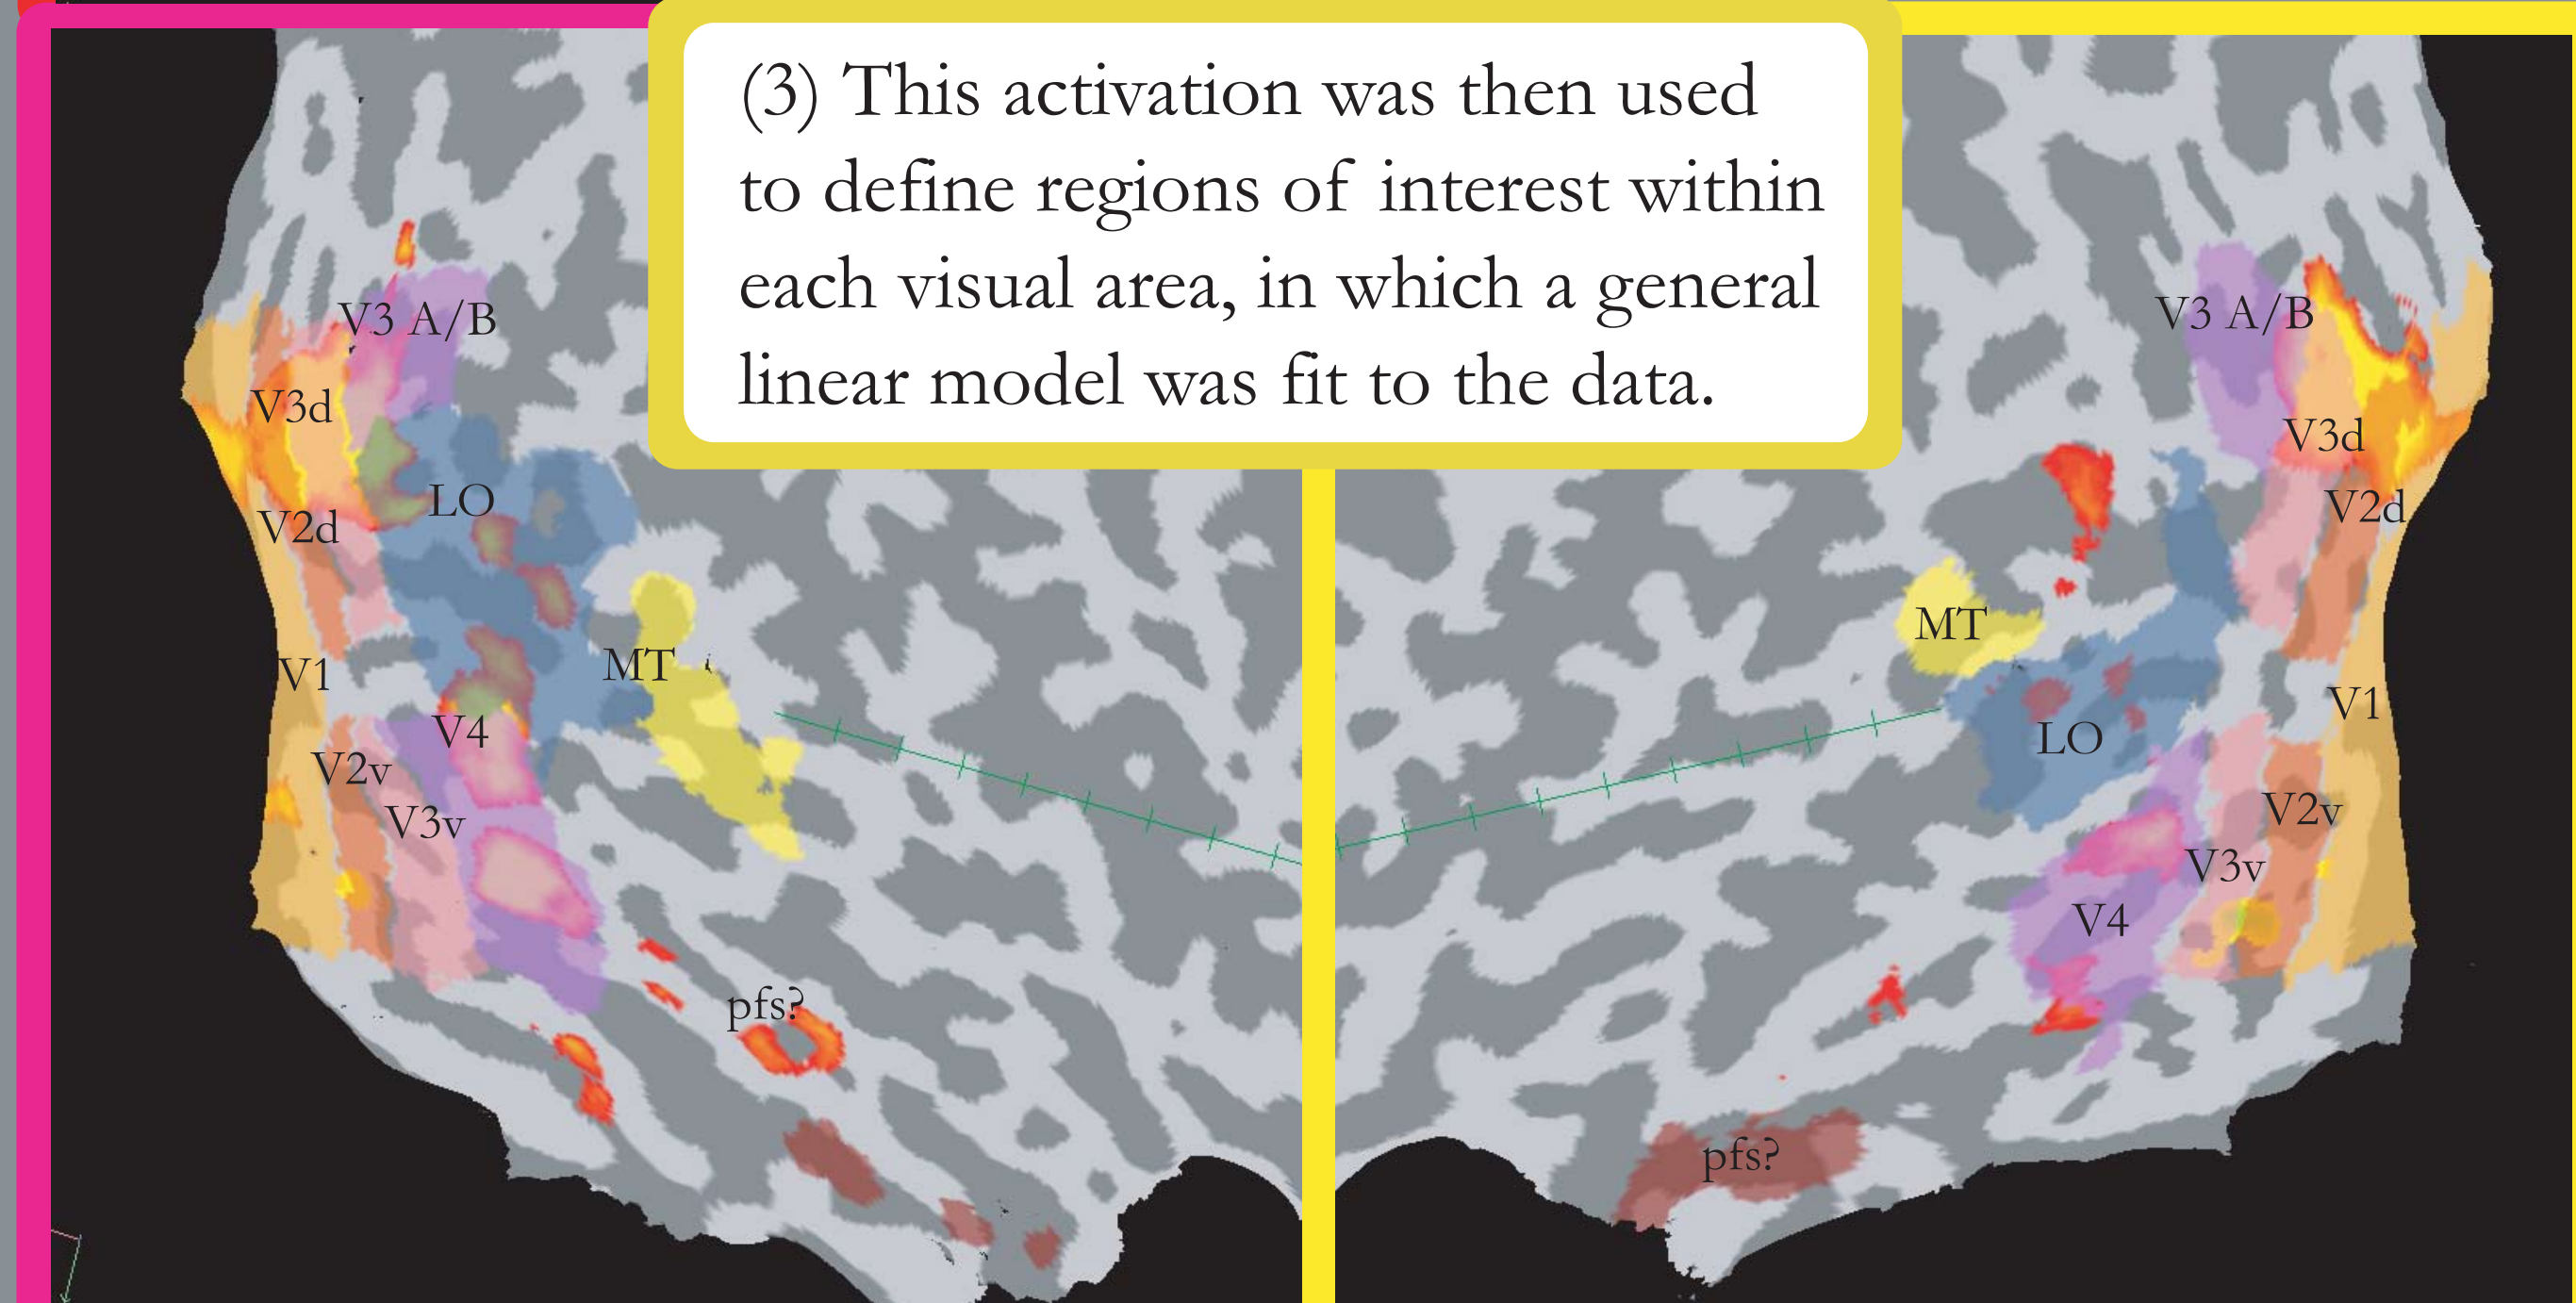 (3) This activation was then used
to define regions of interest within
each visual area, in which a general
linear model was fit to the data.
V3 A/B
V3d
LO
V2d
MT
V1
V4
V2v
V3v
pfs?
V3 A/B
V3d
V2d
MT
V1
LO
V2v
V3v
V4
pfs?